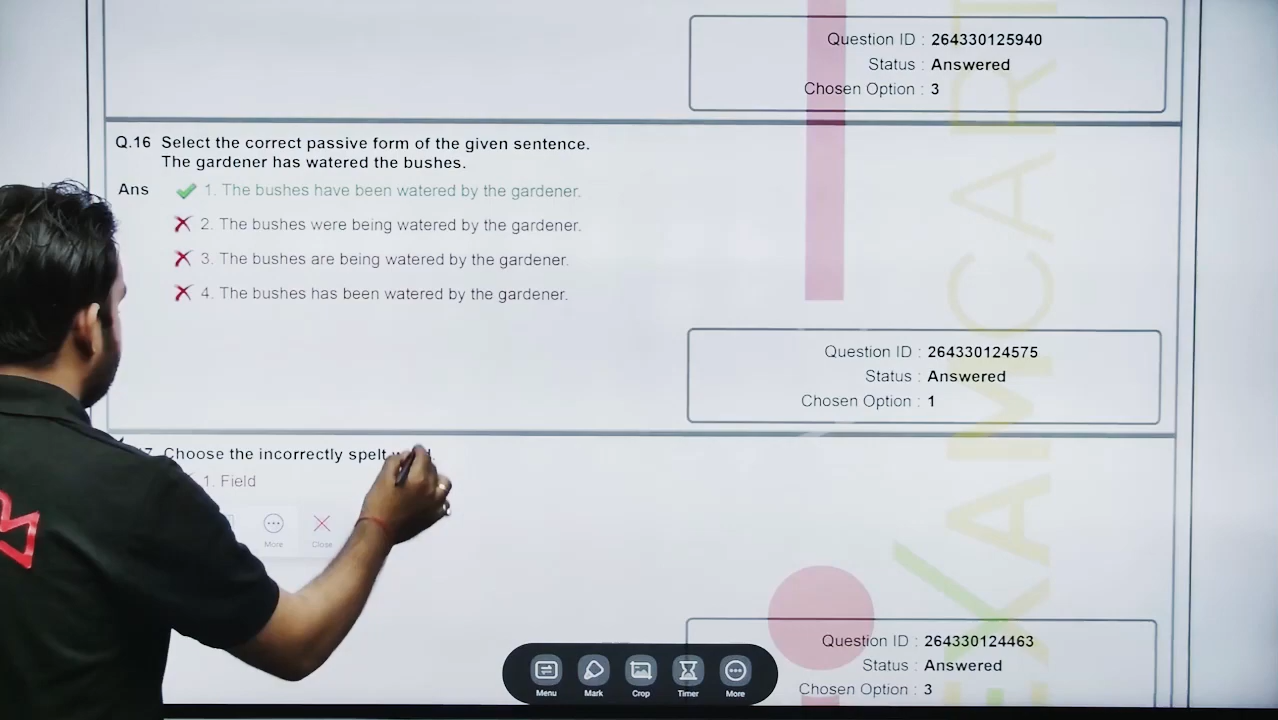 Question ID : 264330125940
Status : Answered
Chosen Option : 3
Q.16 Select the correct passive form of the given sentence.
The gardener has watered the bushes.
Ans 1. The bushes have been watered by the gardener.
2. The bushes were being watered by the gardener.
3. The bushes are being watered by the gardener.
4. The bushes has been watered by the gardener.
Question ID : 264330124575
Status : Answered
Chosen Option : 1
Choose the incorrectly spelt
1. Field
More Close
Question ID : 264330124463
Status : Answered
Chosen Option : 3
Menu Mark Crop Timer More
EXAMCART